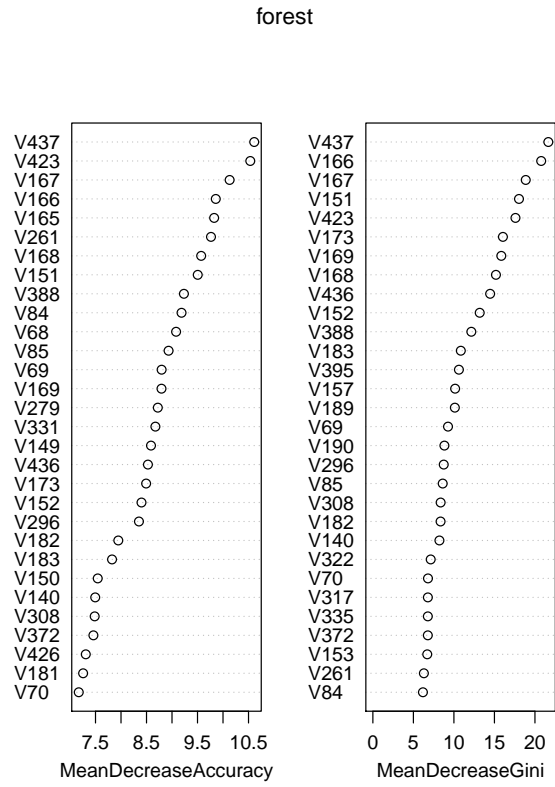 forest
V437
V423
V167
V166
V165
V261
V168
V151
V388
V84
V68
V85
V69
V169
V279
V331
V149
V436
V173
V152
V296
V182
V183
V150
V140
V308
V372
V426
V181
V70
7.5 8.5 9.5 10.5
MeanDecreaseAccuracy
V437
V166
V167
V151
V423
V173
V169
V168
V436
V152
V388
V183
V395
V157
V189
V69
V190
V296
V85
V308
V182
V140
V322
V70
V317
V335
V372
V153
V261
V84
0 5 10 15 20
MeanDecreaseGini